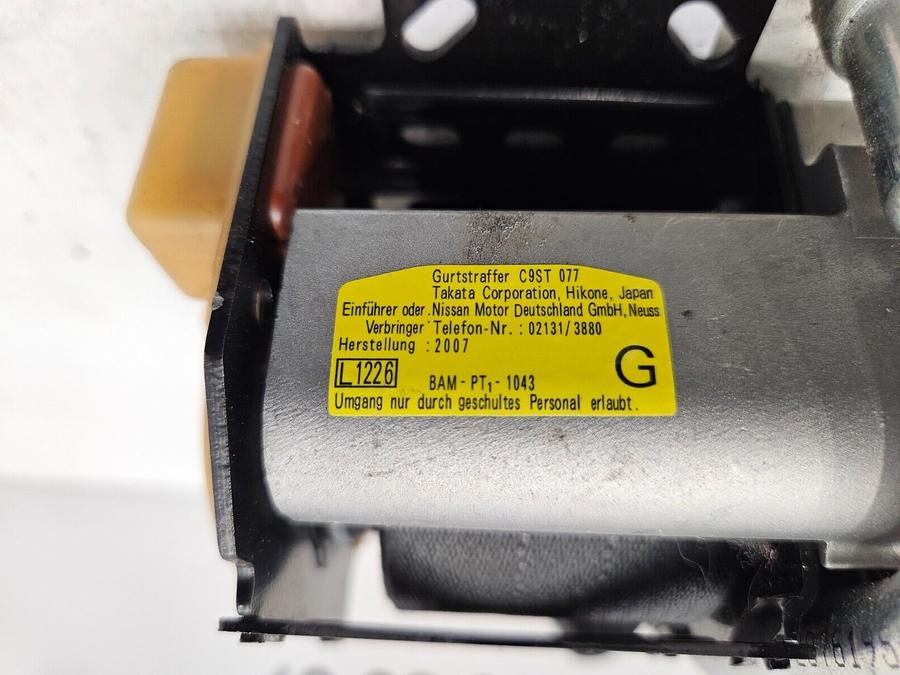 Gurtstraffer C9ST 077
Takata Corporation, Hikone, Japan
Einführer oder. Nissan Motor Deutschland GmbH, Neuss
Verbringer Telefon-Nr. : 02131/3880
Herstellung : 2007
L1226 BAM - PT₁ - 1043 G
Umgang nur durch geschultes Personal erlaubt.